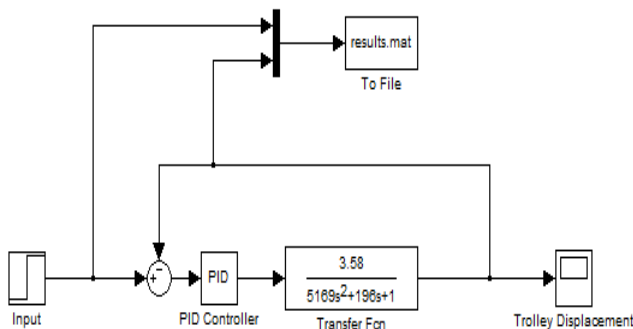 results.mat
To File
+
−
PID
3.58
5169s²+196s+1
Input
PID Controller
Transfer Fcn
Trolley Displacement